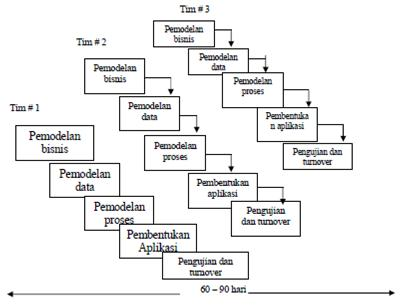 Tim # 3
Pemodelan
bisnis
Pemodelan
data
Pemodelan
proses
Pembentuka
n aplikasi
Pengujian dan
turnover
Tim # 2
Pemodelan
bisnis
Pemodelan
data
Pemodelan
proses
Pembentukan
aplikasi
Pengujian
dan turnover
Tim # 1
Pemodelan
bisnis
Pemodelan
data
Pemodelan
proses
Pembentukan
Aplikasi
Pengujian dan
turnover
60 – 90 hari